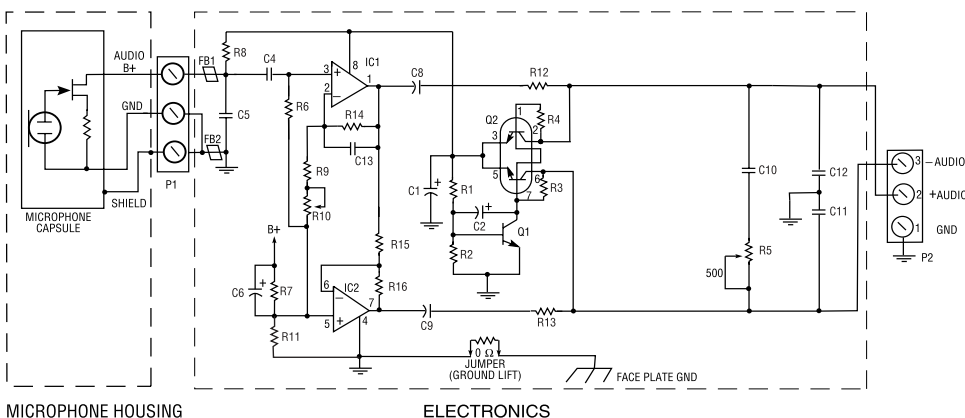 AUDIO
B+
GND
SHIELD
MICROPHONE
CAPSULE
P1
FB1
FB2
R8
C4
C5
R6
3
2
8
1
IC1
R14
C13
R9
R10
B+
C6
R7
R11
R15
R16
6
5
7
4
IC2
C8
C9
R12
R13
Q2
1
2
3
5
6
7
R4
R3
C1
R1
C2
R2
Q1
0 Ω
JUMPER
(GROUND LIFT)
FACE PLATE GND
C10
C12
C11
R5
500
3
– AUDIO
2
+AUDIO
1
GND
P2
MICROPHONE HOUSING
ELECTRONICS